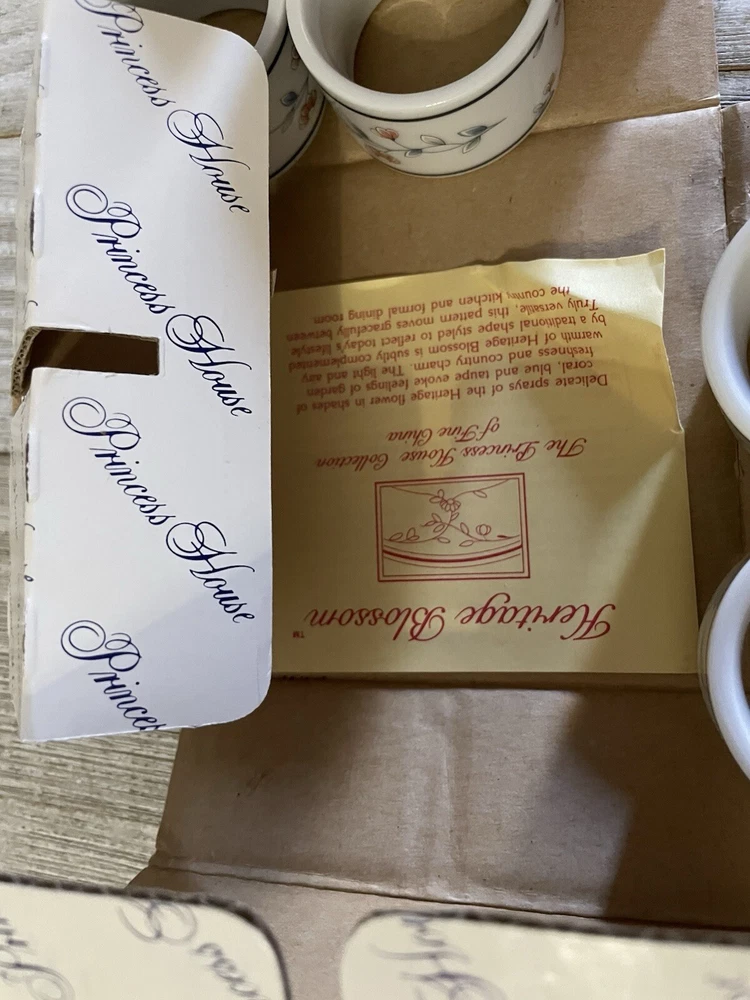 Princess House
Princess House
Princess House
Princess
Heritage Blossom™
The Princess House Collection
of Fine China
Delicate sprays of the Heritage flower in shades of
coral, blue and taupe evoke feelings of garden
freshness and country charm. The light and airy
warmth of Heritage Blossom is subtly complemented
by a traditional shape styled to reflect today's lifestyle.
Truly versatile, this pattern moves gracefully between
the country kitchen and formal dining room